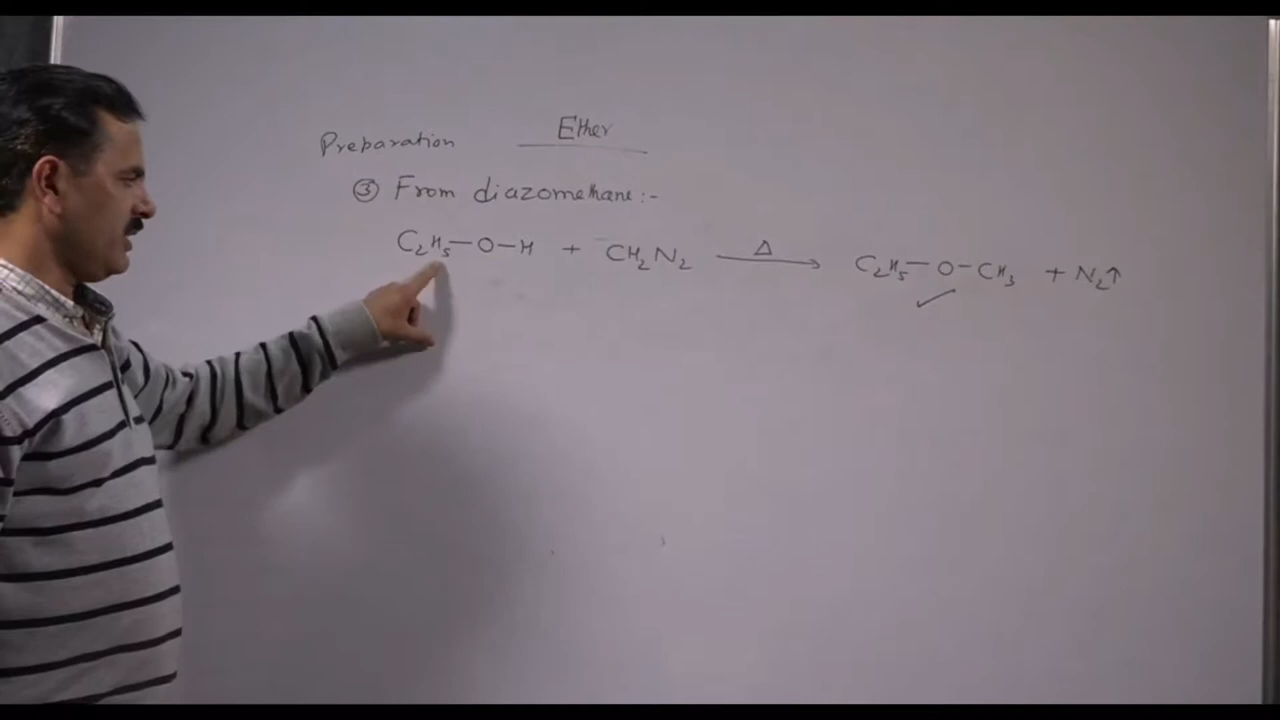 Ether
Preparation
③ From diazomethane:-
C₂H₅—O—H + CH₂N₂ —Δ→ C₂H₅—O—CH₃ + N₂↑
✓